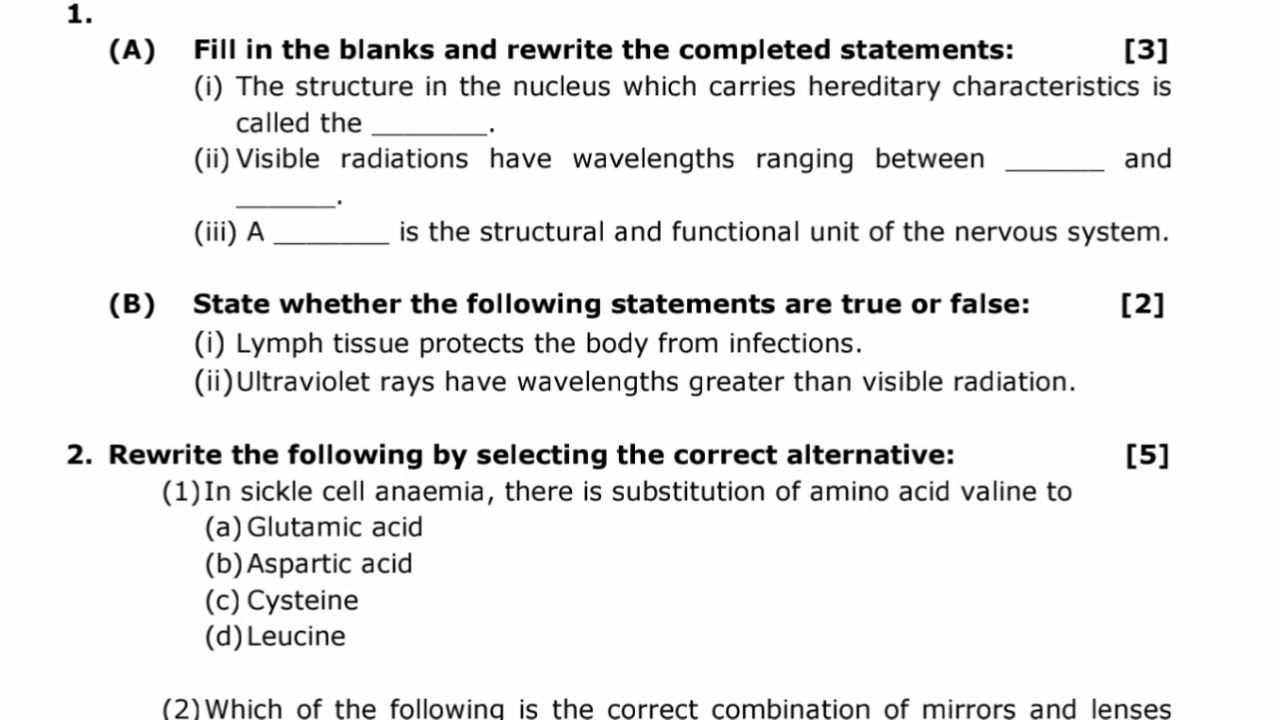 1.
(A) Fill in the blanks and rewrite the completed statements: [3]
(i) The structure in the nucleus which carries hereditary characteristics is
called the ________.
(ii) Visible radiations have wavelengths ranging between _______ and
_______.
(iii) A ________ is the structural and functional unit of the nervous system.
(B) State whether the following statements are true or false: [2]
(i) Lymph tissue protects the body from infections.
(ii)Ultraviolet rays have wavelengths greater than visible radiation.
2. Rewrite the following by selecting the correct alternative: [5]
(1)In sickle cell anaemia, there is substitution of amino acid valine to
(a)Glutamic acid
(b)Aspartic acid
(c) Cysteine
(d)Leucine
(2)Which of the following is the correct combination of mirrors and lenses